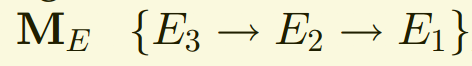 M_E {E_3 → E_2 → E_1}